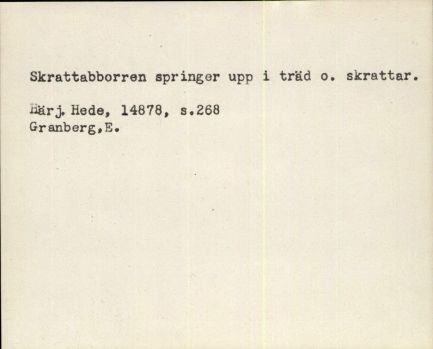 Skrattabborren springer upp i träd o. skrattar.
Härj. Hede, 14878, s.268
Granberg,E.